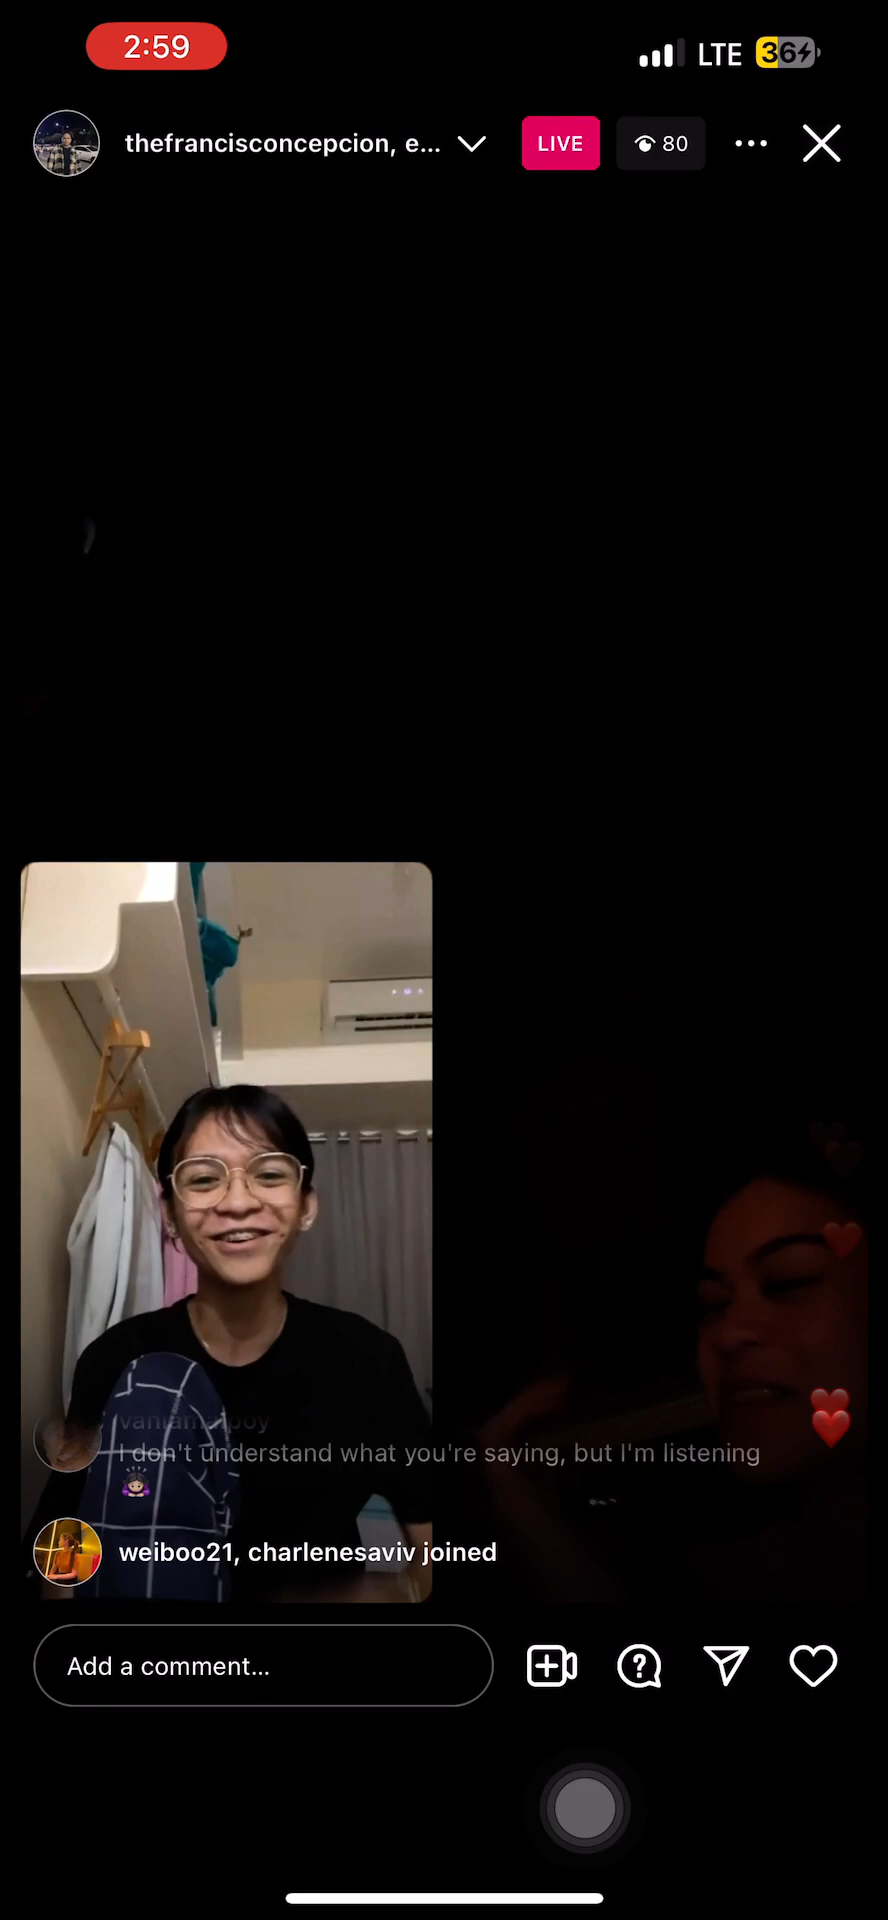 2:59
LTE
36
thefrancisconcepcion, e...
LIVE
80
vaniamaipoy
I don't understand what you're saying, but I'm listening
weiboo21, charlenesaviv joined
Add a comment...